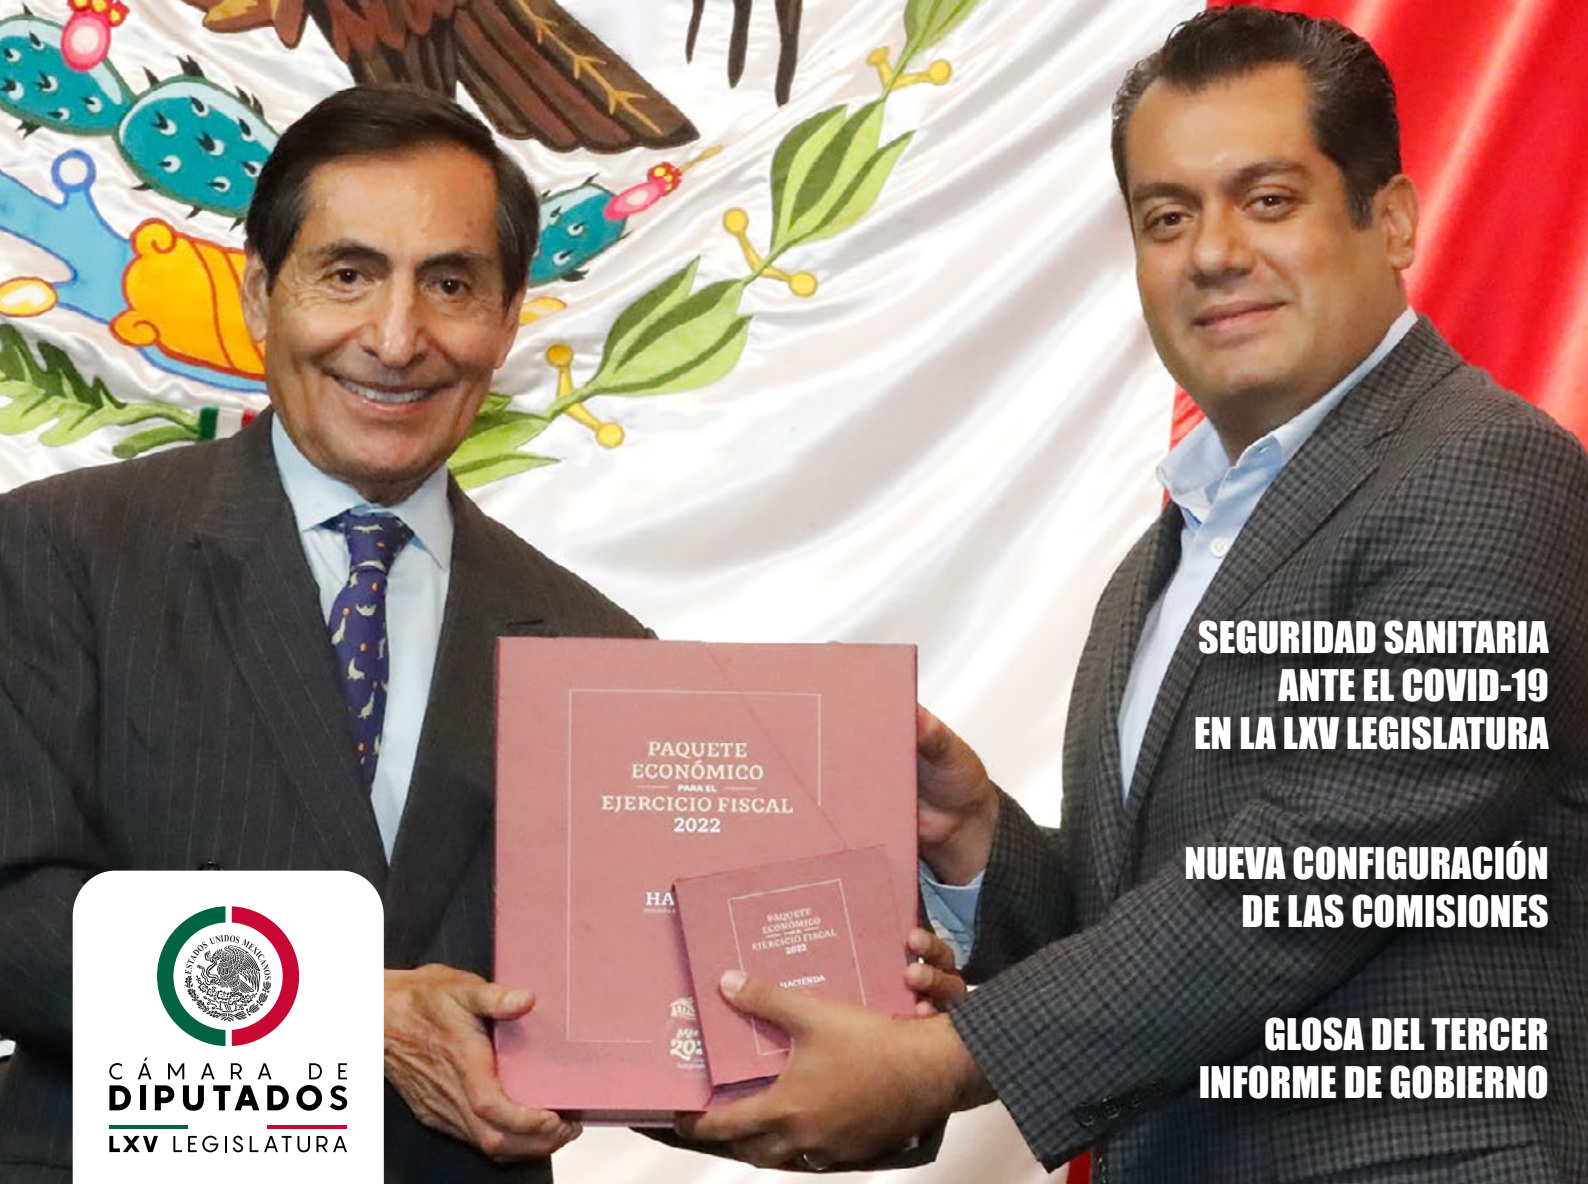 PAQUETE
ECONÓMICO
PARA EL
EJERCICIO FISCAL
2022
HA
PAQUETE
ECONÓMICO
EJERCICIO FISCAL
2022
HACIENDA
SEGURIDAD SANITARIA
ANTE EL COVID-19
EN LA LXV LEGISLATURA
NUEVA CONFIGURACIÓN
DE LAS COMISIONES
GLOSA DEL TERCER
INFORME DE GOBIERNO
ESTADOS UNIDOS MEXICANOS
CÁMARA DE
DIPUTADOS
LXV LEGISLATURA